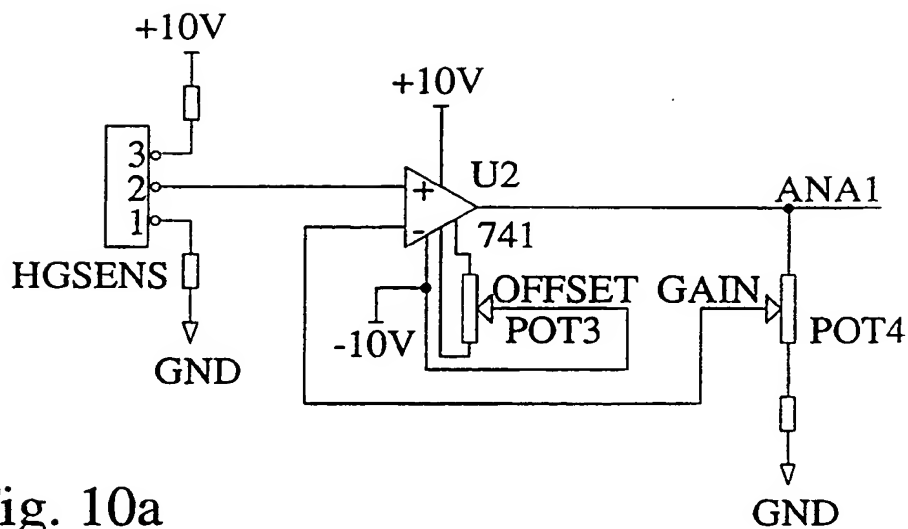 +10V
+10V
3
2
1
+
-
U2
741
ANA1
HGSENS
OFFSET
GAIN
POT3
POT4
-10V
GND
GND
ig. 10a